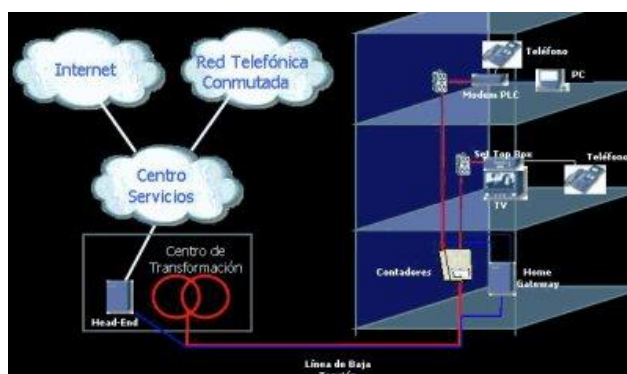 Internet
Red Telefónica
Conmutada
Centro
Servicios
Centro de
Transformación
Head-End
Teléfono
PC
Modem PLC
Set Top Box
Teléfono
TV
Contadores
Home
Gateway
Línea de Baja